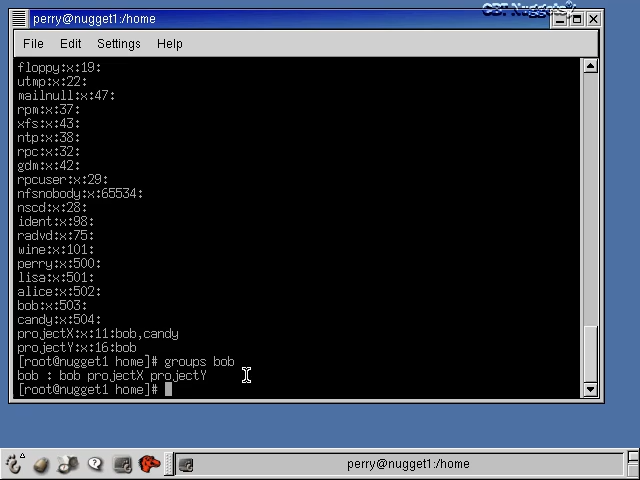 CBT Nuggets
perry@nugget1:/home
File Edit Settings Help
floppy:x:19:
utmp:x:22:
mailnull:x:47:
rpm:x:37:
xfs:x:43:
ntp:x:38:
rpc:x:32:
gdm:x:42:
rpcuser:x:29:
nfsnobody:x:65534:
nscd:x:28:
ident:x:98:
radvd:x:75:
wine:x:101:
perry:x:500:
lisa:x:501:
alice:x:502:
bob:x:503:
candy:x:504:
projectX:x:11:bob,candy
projectY:x:16:bob
[root@nugget1 home]# groups bob
bob : bob projectX projectY
[root@nugget1 home]#
perry@nugget1:/home